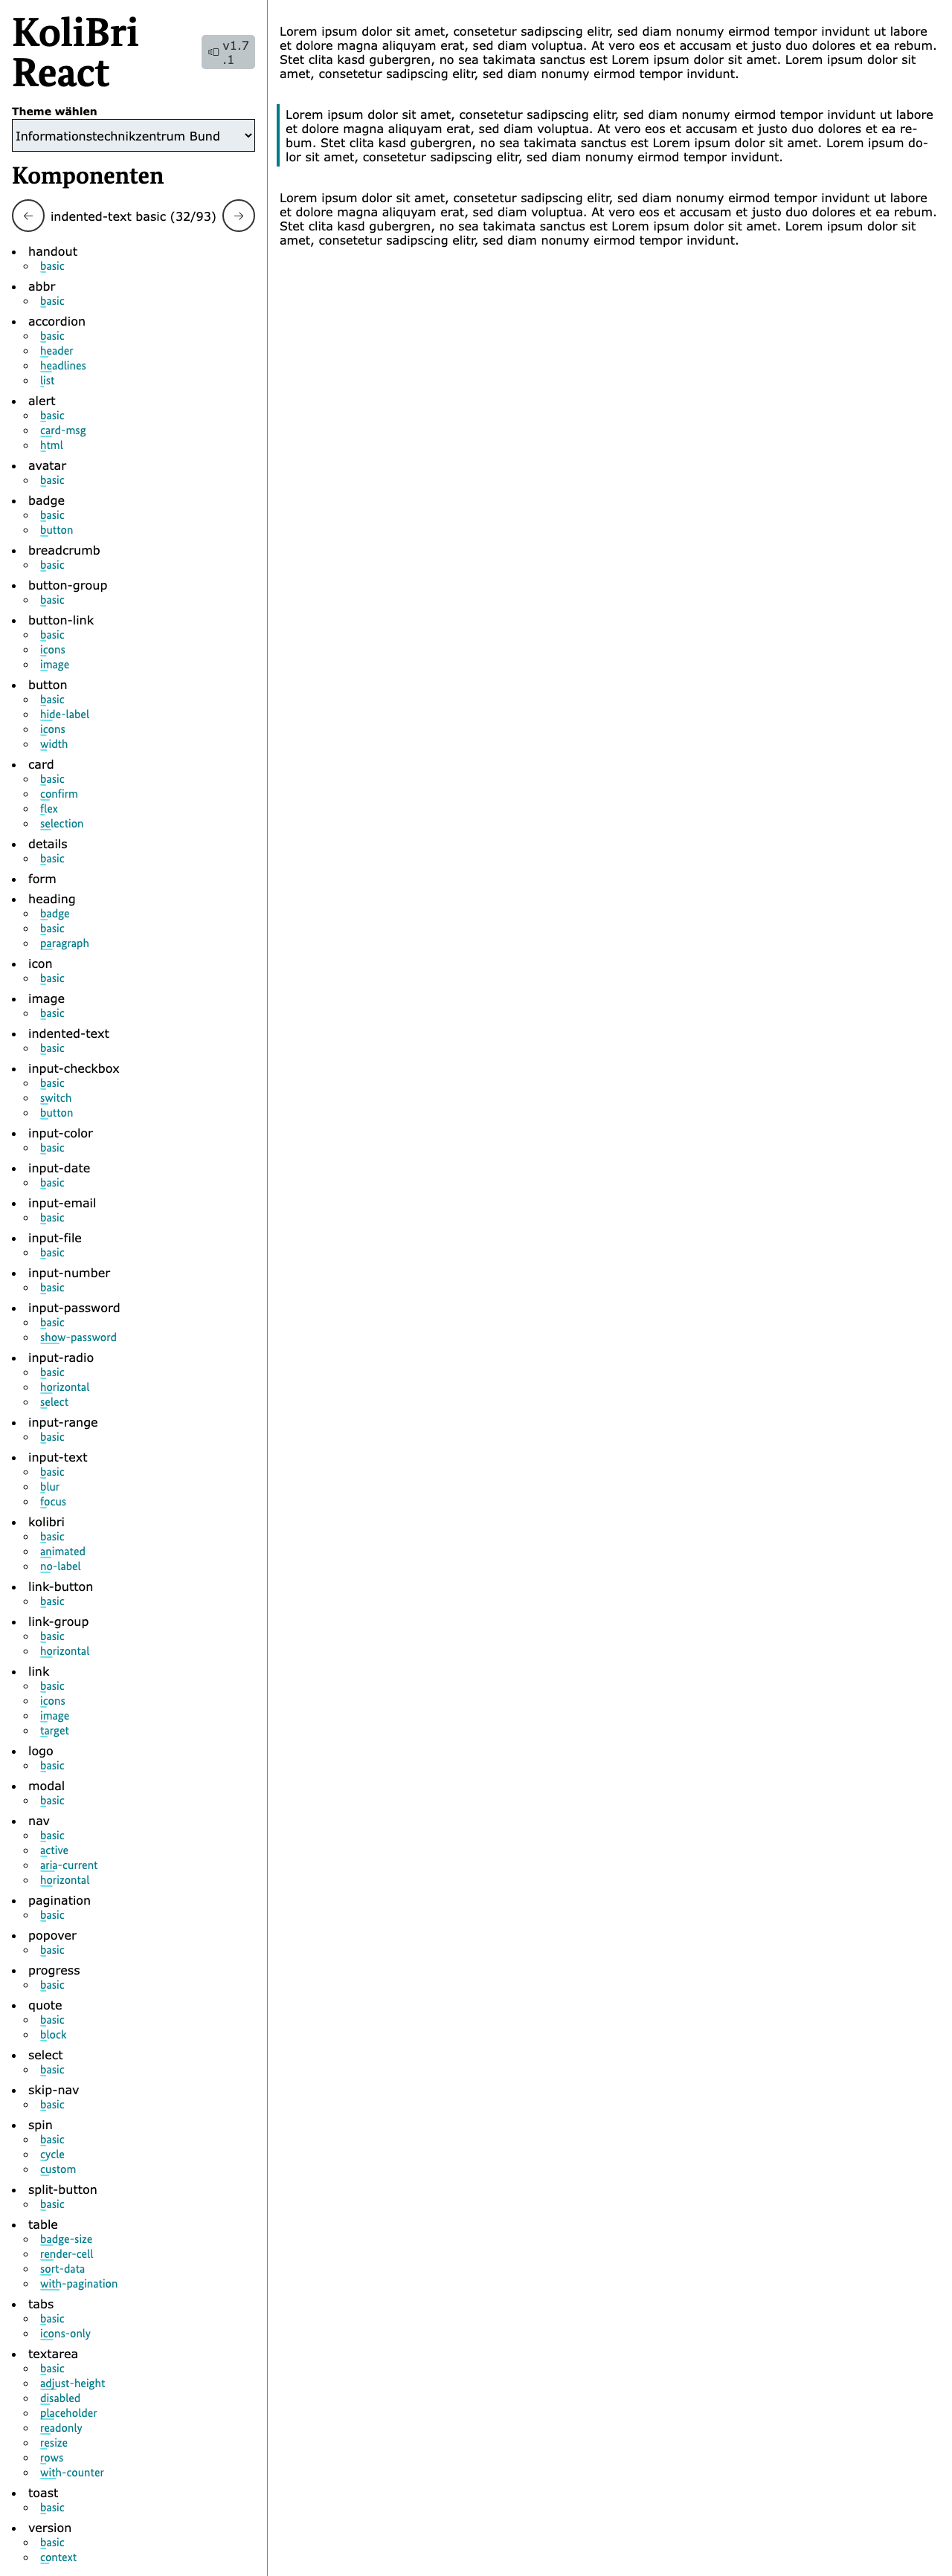 KoliBri
React
v1.7
.1
Theme wählen
Informationstechnikzentrum Bund
Komponenten
indented-text basic (32/93)
handout
basic
abbr
basic
accordion
basic
header
headlines
list
alert
basic
card-msg
html
avatar
basic
badge
basic
button
breadcrumb
basic
button-group
basic
button-link
basic
icons
image
button
basic
hide-label
icons
width
card
basic
confirm
flex
selection
details
basic
form
heading
badge
basic
paragraph
icon
basic
image
basic
indented-text
basic
input-checkbox
basic
switch
button
input-color
basic
input-date
basic
input-email
basic
input-file
basic
input-number
basic
input-password
basic
show-password
input-radio
basic
horizontal
select
input-range
basic
input-text
basic
blur
focus
kolibri
basic
animated
no-label
link-button
basic
link-group
basic
horizontal
link
basic
icons
image
target
logo
basic
modal
basic
nav
basic
active
aria-current
horizontal
pagination
basic
popover
basic
progress
basic
quote
basic
block
select
basic
skip-nav
basic
spin
basic
cycle
custom
split-button
basic
table
badge-size
render-cell
sort-data
with-pagination
tabs
basic
icons-only
textarea
basic
adjust-height
disabled
placeholder
readonly
resize
rows
with-counter
toast
basic
version
basic
context
Lorem ipsum dolor sit amet, consetetur sadipscing elitr, sed diam nonumy eirmod tempor invidunt ut labore
et dolore magna aliquyam erat, sed diam voluptua. At vero eos et accusam et justo duo dolores et ea rebum.
Stet clita kasd gubergren, no sea takimata sanctus est Lorem ipsum dolor sit amet. Lorem ipsum dolor sit
amet, consetetur sadipscing elitr, sed diam nonumy eirmod tempor invidunt.
Lorem ipsum dolor sit amet, consetetur sadipscing elitr, sed diam nonumy eirmod tempor invidunt ut labore
et dolore magna aliquyam erat, sed diam voluptua. At vero eos et accusam et justo duo dolores et ea re-
bum. Stet clita kasd gubergren, no sea takimata sanctus est Lorem ipsum dolor sit amet. Lorem ipsum do-
lor sit amet, consetetur sadipscing elitr, sed diam nonumy eirmod tempor invidunt.
Lorem ipsum dolor sit amet, consetetur sadipscing elitr, sed diam nonumy eirmod tempor invidunt ut labore
et dolore magna aliquyam erat, sed diam voluptua. At vero eos et accusam et justo duo dolores et ea rebum.
Stet clita kasd gubergren, no sea takimata sanctus est Lorem ipsum dolor sit amet. Lorem ipsum dolor sit
amet, consetetur sadipscing elitr, sed diam nonumy eirmod tempor invidunt.